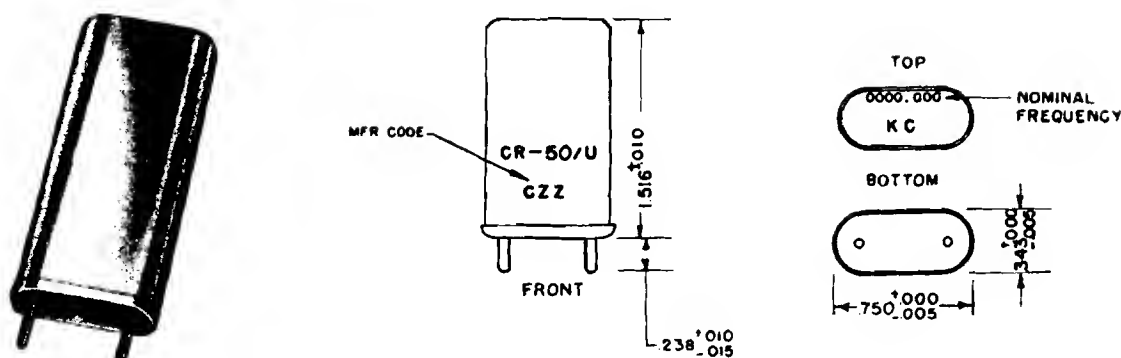 MFR CODE
CR-50/U
CZZ
1.516 ±.010
FRONT
.238 +.010 -.015
TOP
0000.000
KC
NOMINAL
FREQUENCY
BOTTOM
.343 +.000 -.005
.750 +.000 -.005